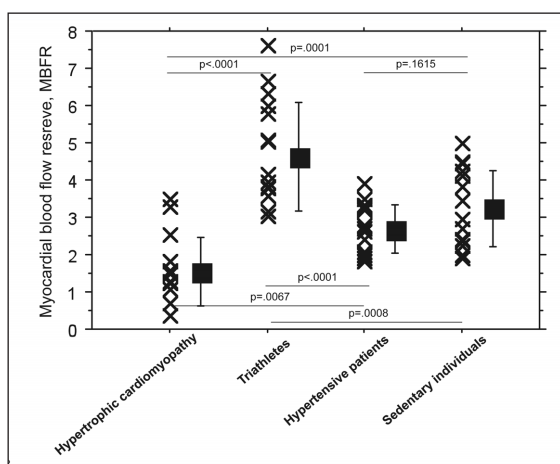 Myocardial blood flow resreve, MBFR
8
7
6
5
4
3
2
1
0
p=.0001
p<.0001
p=.1615
p<.0001
p=.0067
p=.0008
Hypertrophic cardiomyopathy
Triathletes
Hypertensive patients
Sedentary individuals